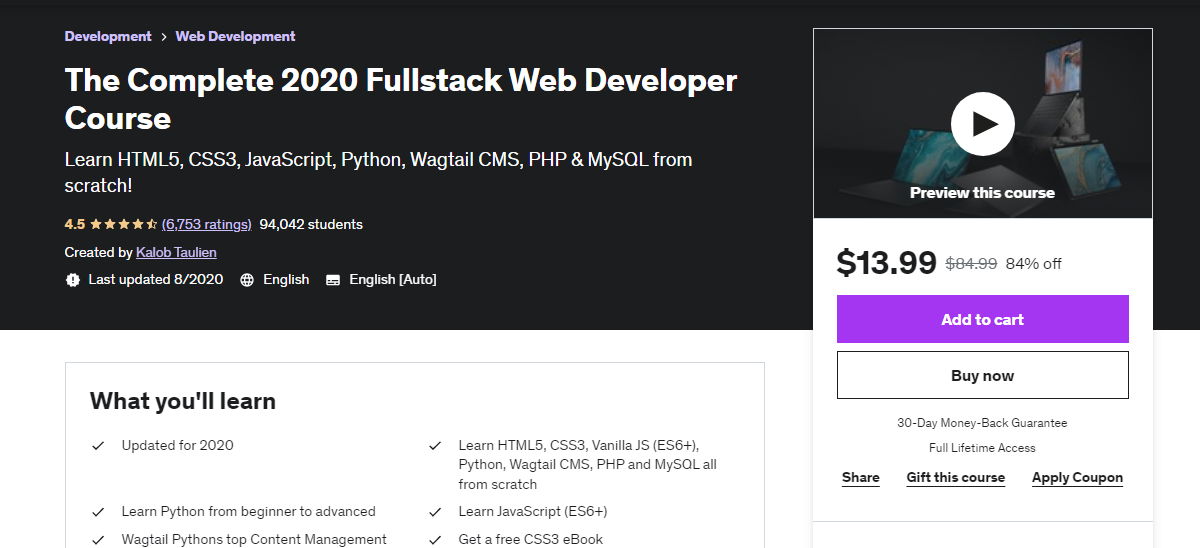 Development > Web Development
The Complete 2020 Fullstack Web Developer
Course
Learn HTML5, CSS3, JavaScript, Python, Wagtail CMS, PHP & MySQL from
scratch!
4.5 (6,753 ratings) 94,042 students
Created by Kalob Taulien
Last updated 8/2020 English English [Auto]
Preview this course
$13.99 $84.99 84% off
Add to cart
Buy now
30-Day Money-Back Guarantee
Full Lifetime Access
Share Gift this course Apply Coupon
What you'll learn
Updated for 2020
Learn HTML5, CSS3, Vanilla JS (ES6+),
Python, Wagtail CMS, PHP and MySQL all
from scratch
Learn Python from beginner to advanced
Learn JavaScript (ES6+)
Wagtail Pythons top Content Management
Get a free CSS3 eBook